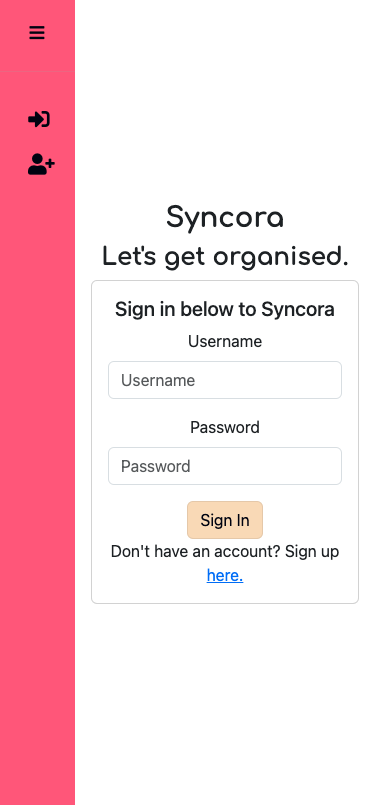 Syncora
Let's get organised.
Sign in below to Syncora
Username
Username
Password
Password
Sign In
Don't have an account? Sign up
here.